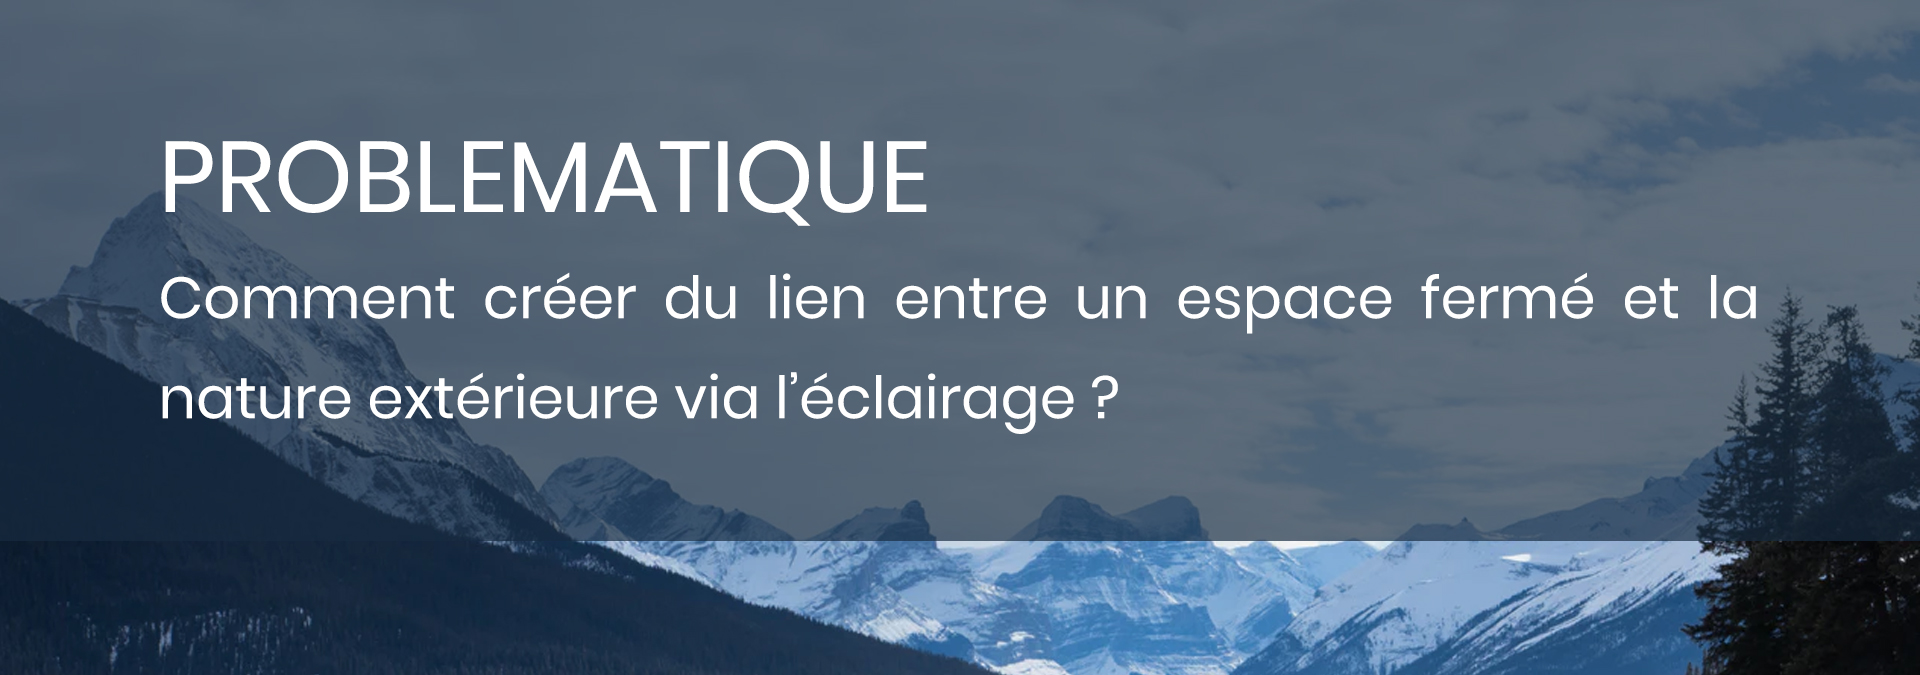 PROBLEMATIQUE
Comment créer du lien entre un espace fermé et la
nature extérieure via l’éclairage ?